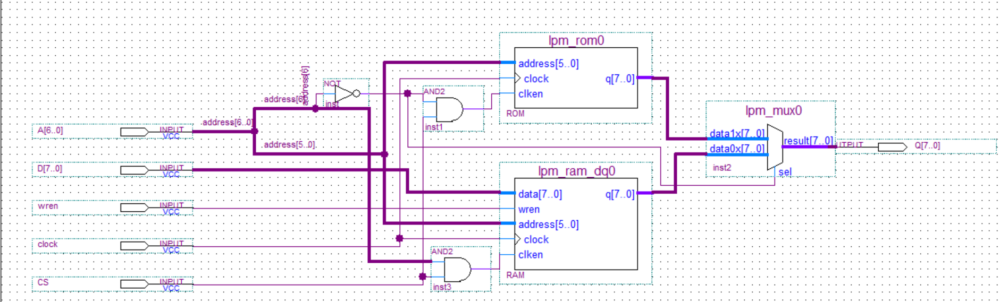 lpm_rom0
address[5..0]
clock
q[7..0]
clken
ROM
address[6]
NOT
inst
AND2
inst1
address[6]
address[6..0]
A[6..0]
INPUT
VCC
address[5..0]
lpm_mux0
data1x[7..0]
data0x[7..0]
result[7..0]
inst2
sel
UTPUT
Q[7..0]
D[7..0]
INPUT
VCC
lpm_ram_dq0
data[7..0]
q[7..0]
wren
INPUT
VCC
wren
address[5..0]
clock
INPUT
VCC
clock
clken
AND2
inst3
RAM
CS
INPUT
VCC